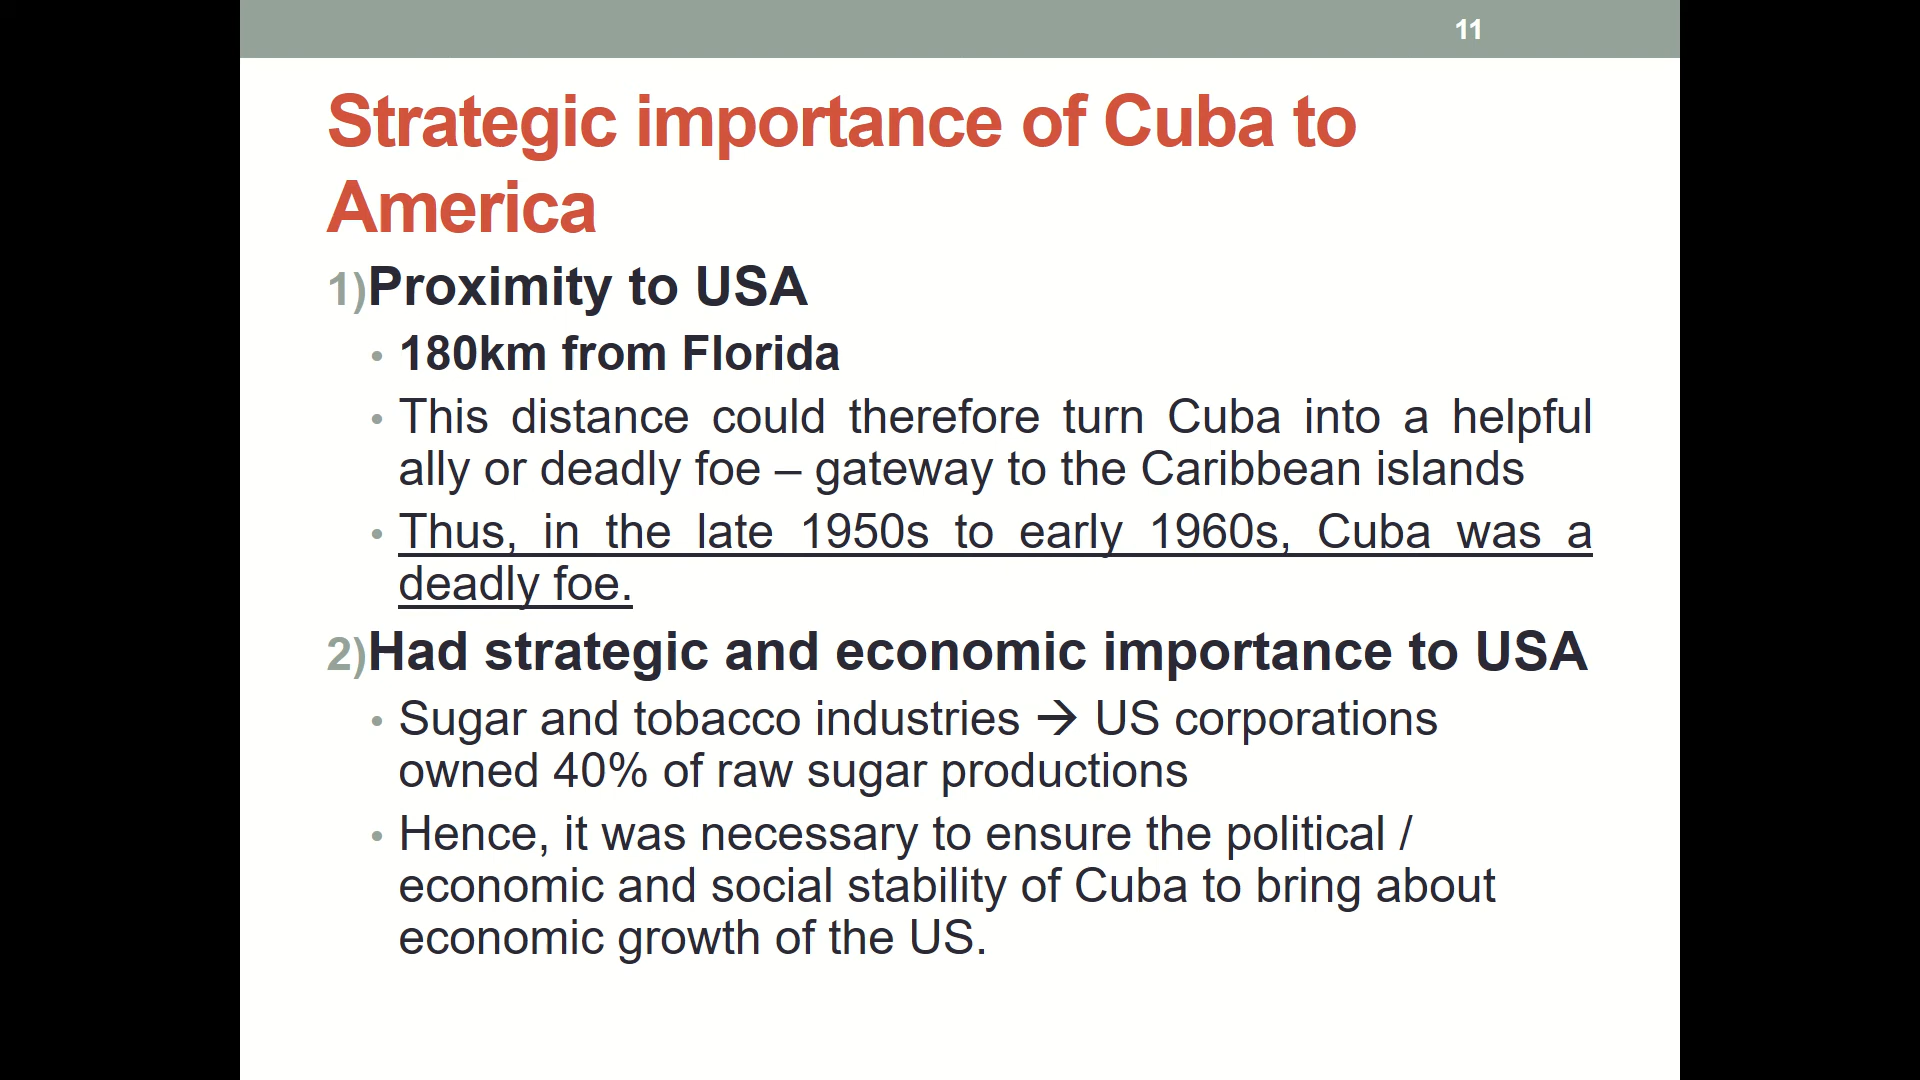 11
Strategic importance of Cuba to
America
1)Proximity to USA
• 180km from Florida
• This distance could therefore turn Cuba into a helpful
ally or deadly foe – gateway to the Caribbean islands
• Thus, in the late 1950s to early 1960s, Cuba was a
deadly foe.
2)Had strategic and economic importance to USA
• Sugar and tobacco industries → US corporations
owned 40% of raw sugar productions
• Hence, it was necessary to ensure the political /
economic and social stability of Cuba to bring about
economic growth of the US.